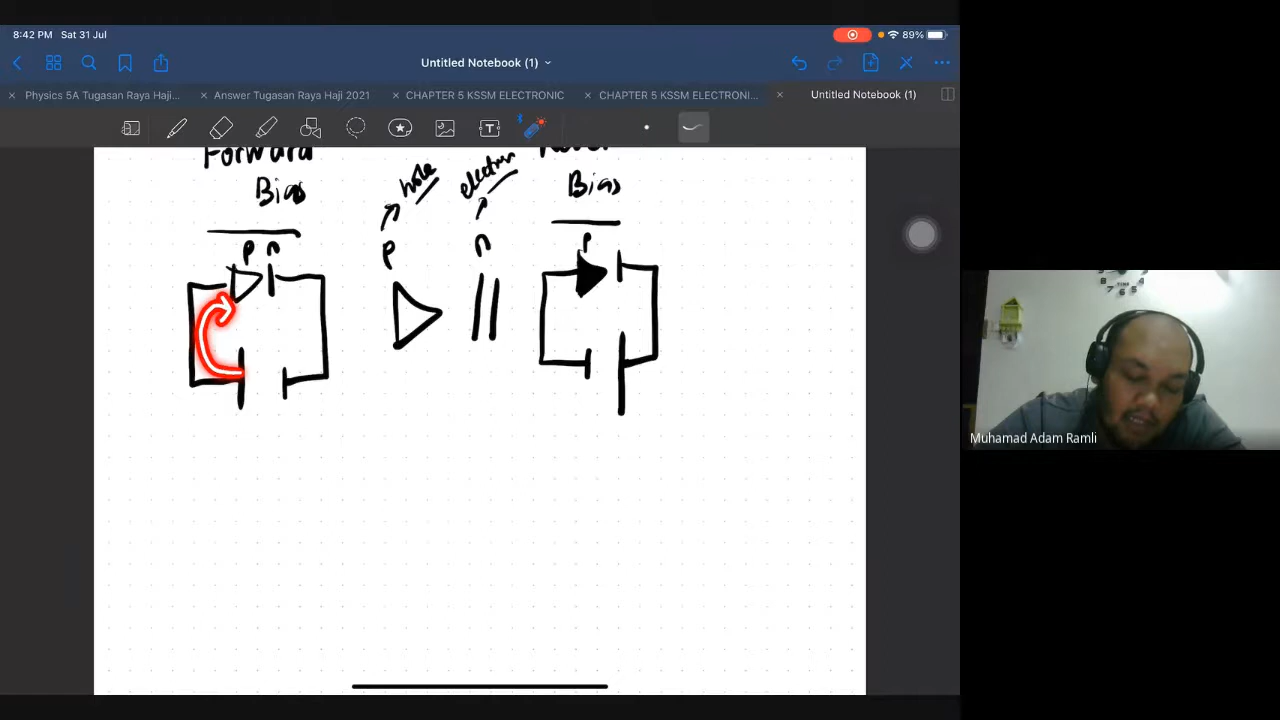 8:42 PM Sat 31 Jul
89%
Untitled Notebook (1)
Physics 5A Tugasan Raya Haji...
Answer Tugasan Raya Haji 2021
CHAPTER 5 KSSM ELECTRONIC
CHAPTER 5 KSSM ELECTRONI...
Untitled Notebook (1)
T
Forward
Bias
hole
electron
Bias
P n
P
n
P
Muhamad Adam Ramli